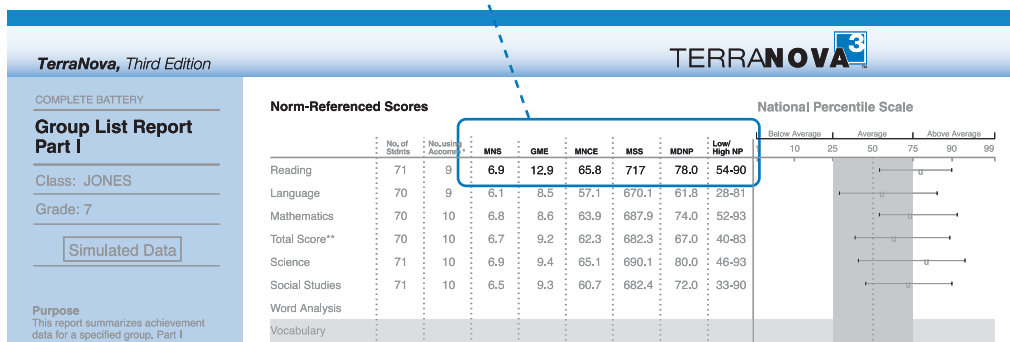 TerraNova, Third Edition
TERRANOVA 3™
COMPLETE BATTERY
Group List Report
Part I
Class: JONES
Grade: 7
Simulated Data
Purpose
This report summarizes achievement
data for a specified group. Part I
Norm-Referenced Scores
National Percentile Scale
No. of Stdnts No. using Accomm* MNS GME MNCE MSS MDNP Low/ High NP
Below Average Average Above Average
1 10 25 50 75 90 99
Reading 71 9 6.9 12.9 65.8 717 78.0 54-90
Language 70 9 6.1 8.5 57.1 670.1 61.8 28-81
Mathematics 70 10 6.8 8.6 63.9 687.9 74.0 52-93
Total Score** 70 10 6.7 9.2 62.3 682.3 67.0 40-83
Science 71 10 6.9 9.4 65.1 690.1 80.0 46-93
Social Studies 71 10 6.5 9.3 60.7 682.4 72.0 33-90
Word Analysis
Vocabulary